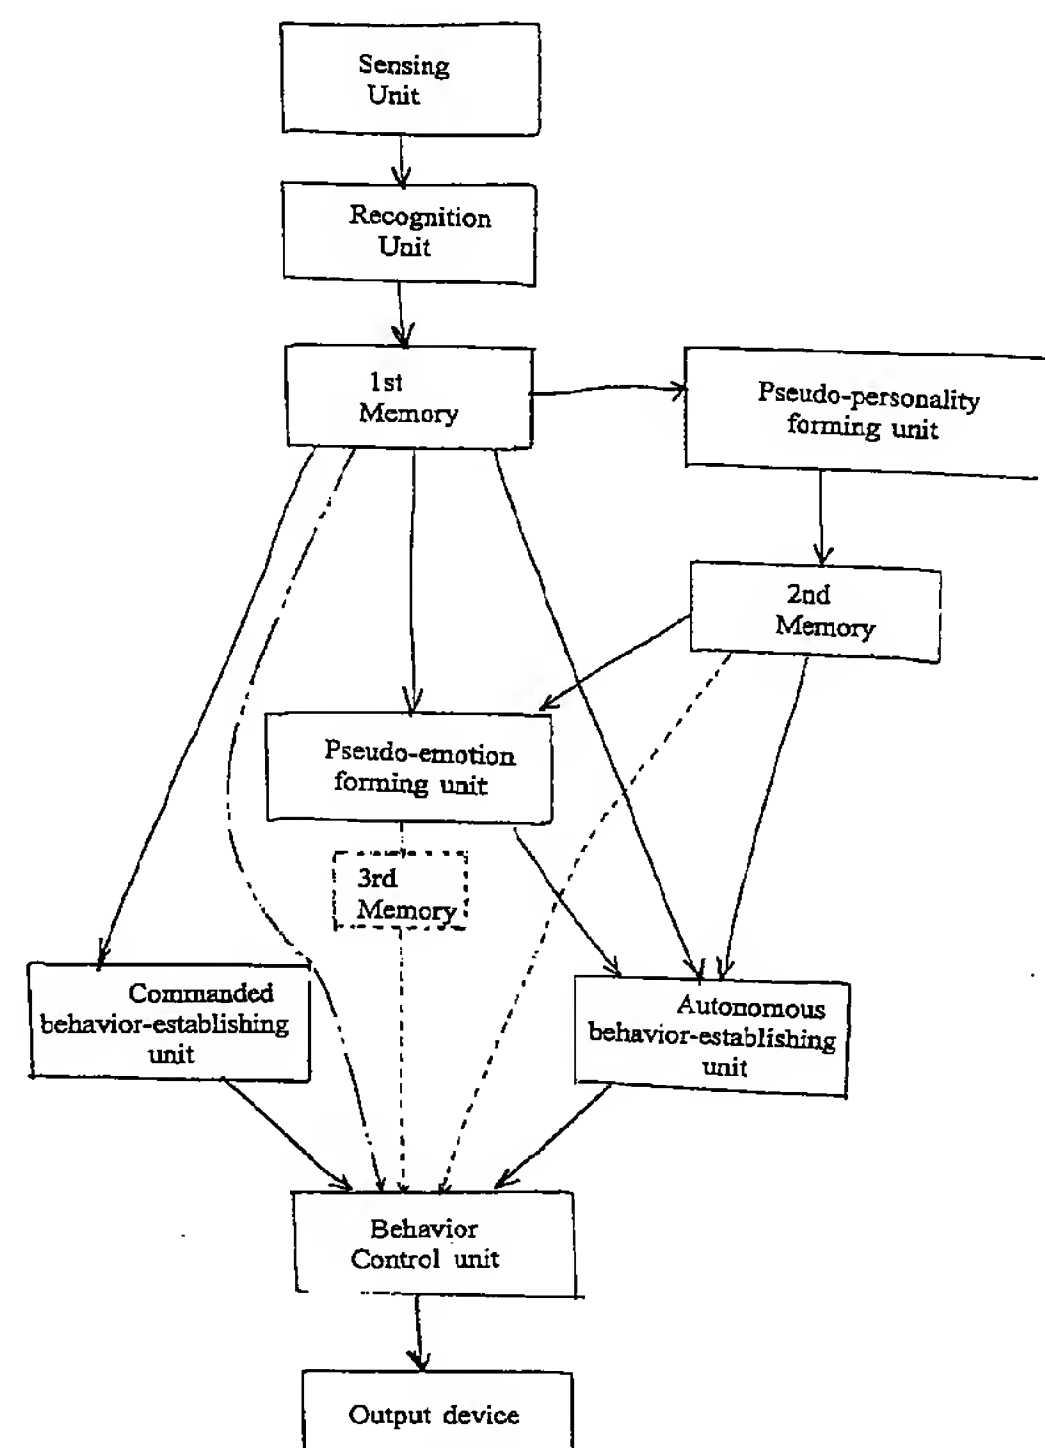 Sensing
Unit
Recognition
Unit
1st
Memory
Pseudo-personality
forming unit
2nd
Memory
Pseudo-emotion
forming unit
3rd
Memory
Commanded
behavior-establishing
unit
Autonomous
behavior-establishing
unit
Behavior
Control unit
Output device